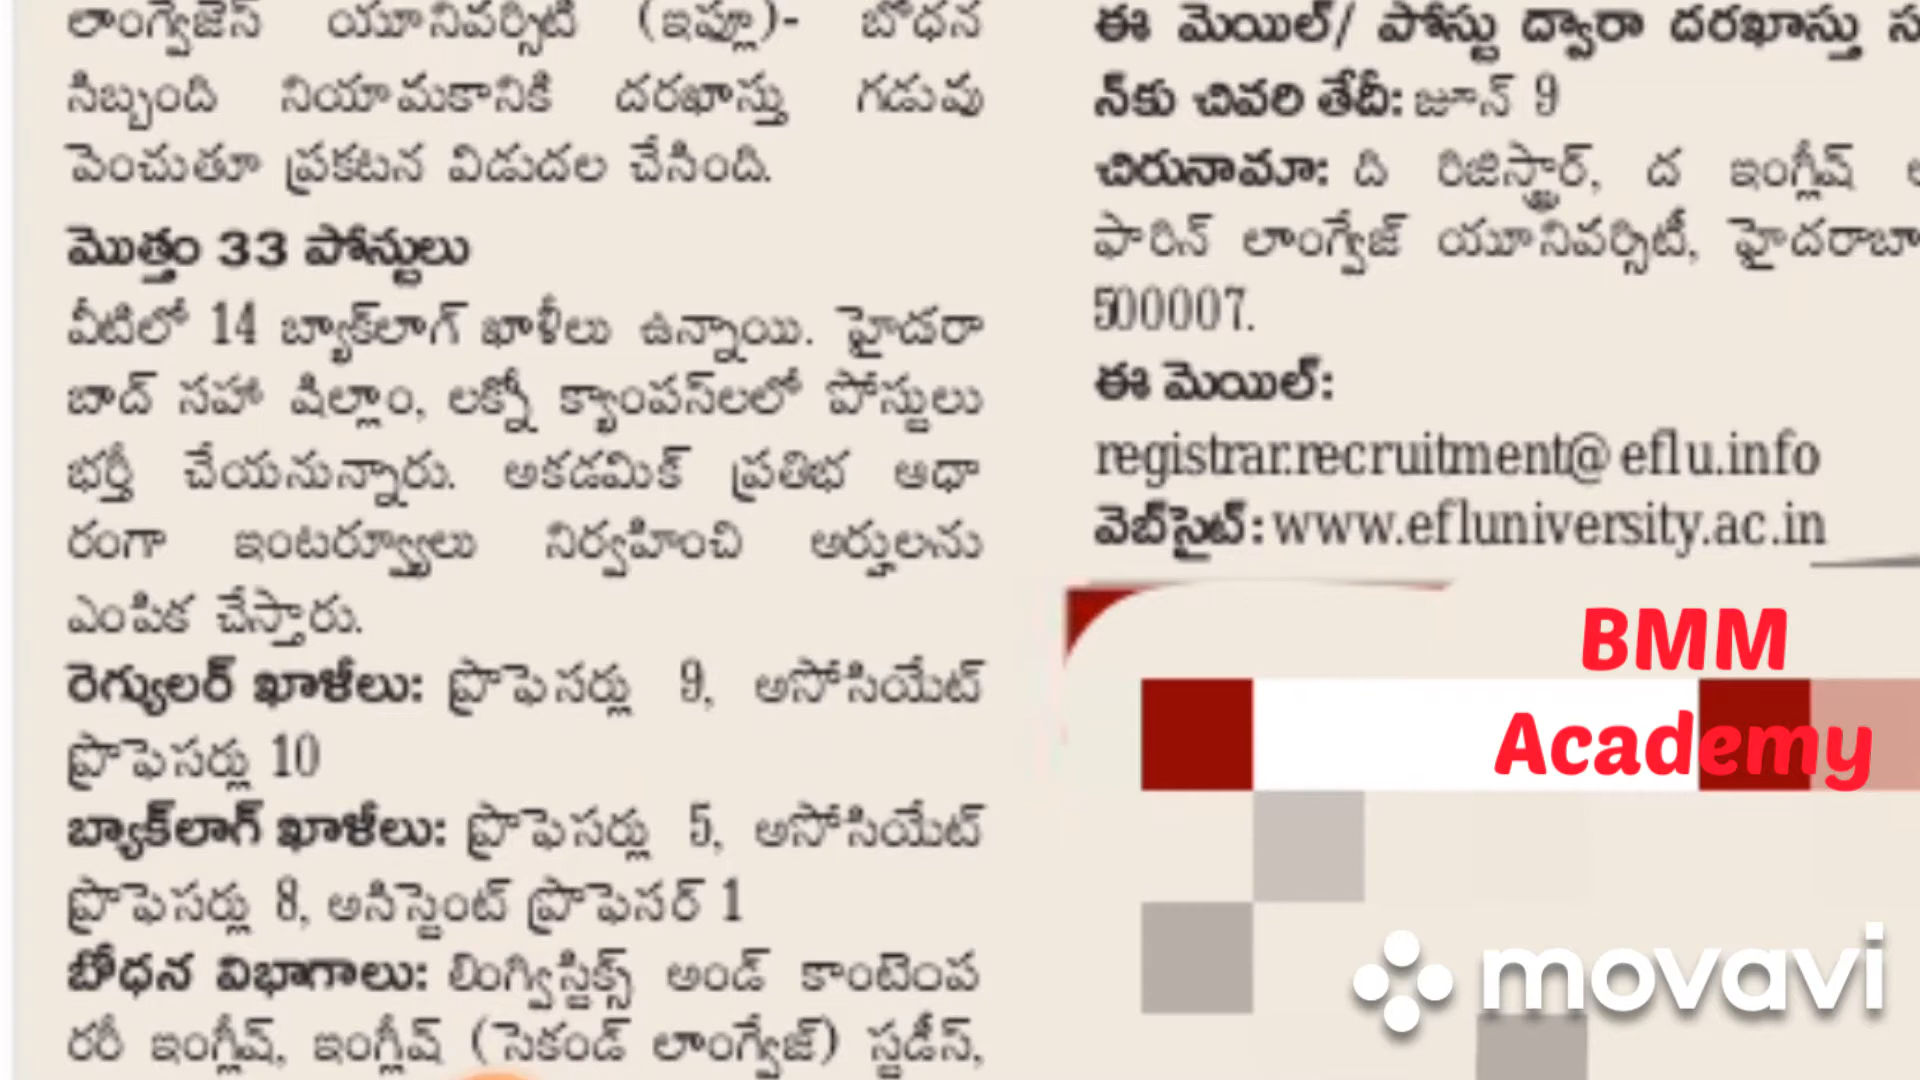 లాంగ్వేజెస్ యూనివర్సిటీ (ఇఫ్లూ)- బోధన
సిబ్బంది నియామకానికి దరఖాస్తు గడువు
పెంచుతూ ప్రకటన విడుదల చేసింది.
మొత్తం 33 పోస్టులు
వీటిలో 14 బ్యాక్‌లాగ్ ఖాళీలు ఉన్నాయి. హైదరా
బాద్ సహా షిల్లాం, లక్నో క్యాంపస్‌లలో పోస్టులు
భర్తీ చేయనున్నారు. అకడమిక్ ప్రతిభ ఆధా
రంగా ఇంటర్వ్యూలు నిర్వహించి అర్హులను
ఎంపిక చేస్తారు.
రెగ్యులర్ ఖాళీలు: ప్రొఫెసర్లు 9, అసోసియేట్
ప్రొఫెసర్లు 10
బ్యాక్‌లాగ్ ఖాళీలు: ప్రొఫెసర్లు 5, అసోసియేట్
ప్రొఫెసర్లు 8, అసిస్టెంట్ ప్రొఫెసర్ 1
బోధన విభాగాలు: లింగ్విస్టిక్స్ అండ్ కాంటెంప
రరీ ఇంగ్లీష్, ఇంగ్లీష్ (సెకండ్ లాంగ్వేజ్) స్టడీస్,
ఈ మెయిల్/ పోస్టు ద్వారా దరఖాస్తు
న్‌కు చివరి తేదీ: జూన్ 9
చిరునామా: ది రిజిస్ట్రార్, ద ఇంగ్లీష్
ఫారిన్ లాంగ్వేజ్ యూనివర్సిటీ, హైదరాబా
500007.
ఈ మెయిల్:
registrar.recruitment@eflu.info
వెబ్‌సైట్: www.efluniversity.ac.in
BMM
Academy
movavi